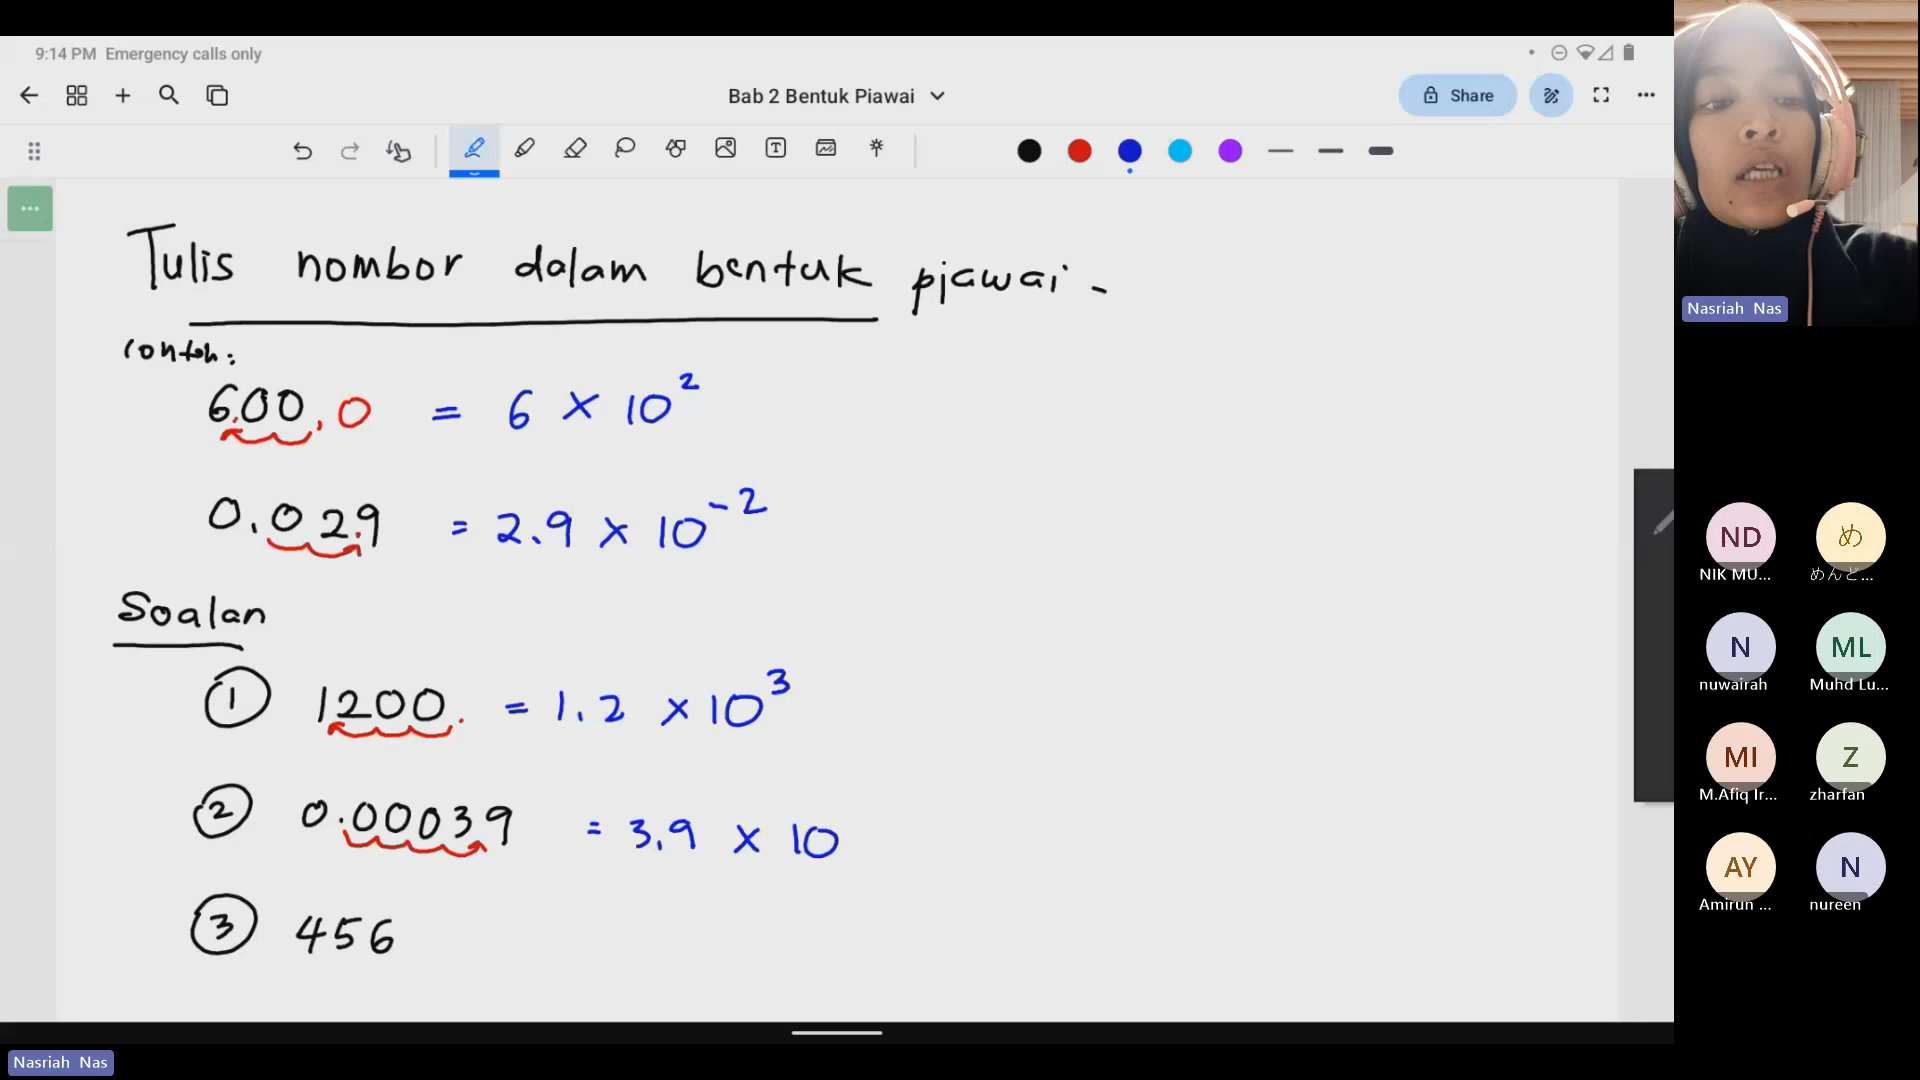 9:14 PM Emergency calls only
Bab 2 Bentuk Piawai
Share
Tulis nombor dalam bentuk piawai.
Contoh:
600.0 = 6 × 10²
0.029 = 2.9 × 10⁻²
Soalan
① 1200. = 1.2 × 10³
② 0.00039 = 3.9 × 10
③ 456
Nasriah Nas
ND
め
NIK MU...
めんど...
N
ML
nuwairah
Muhd Lu...
MI
Z
M.Afiq Ir...
zharfan
AY
N
Amirun ...
nureen
Nasriah Nas